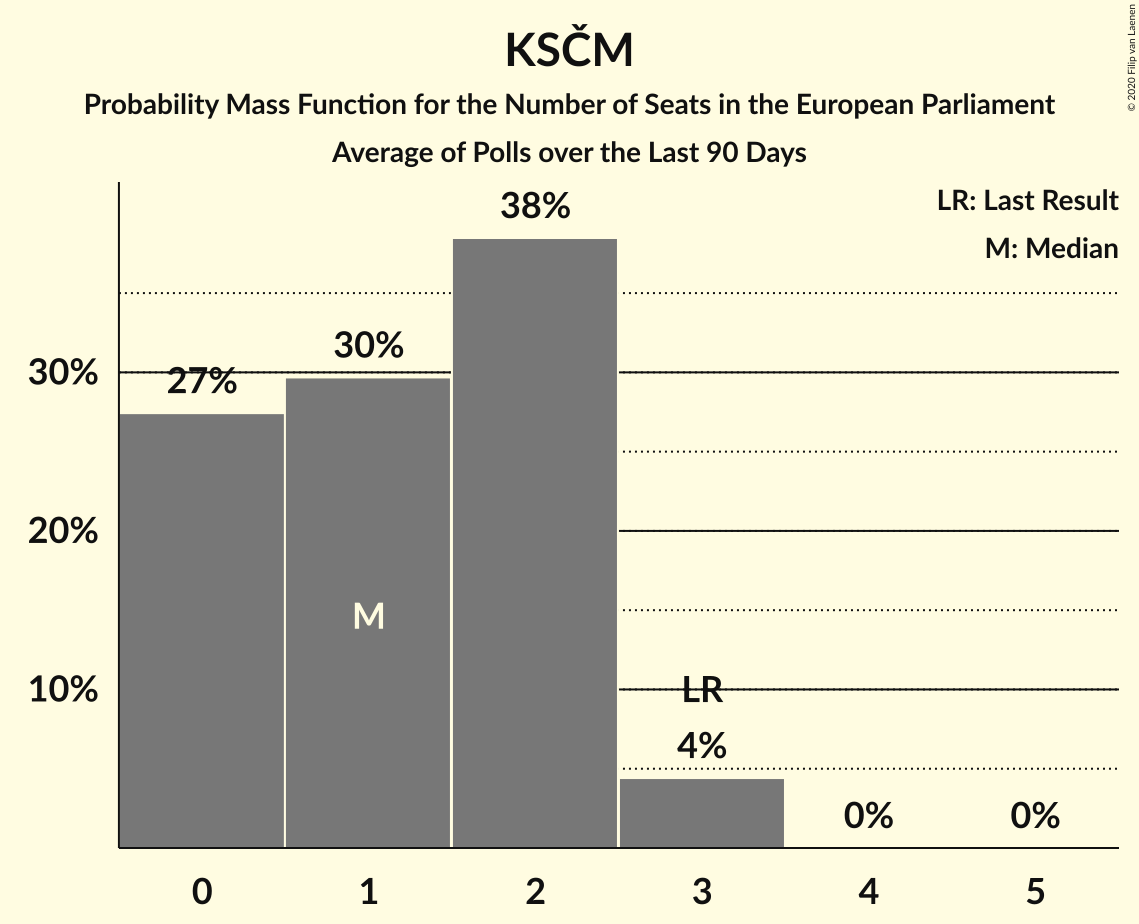 KSČM
Probability Mass Function for the Number of Seats in the European Parliament
Average of Polls over the Last 90 Days
© 2020 Filip van Laenen
LR: Last Result
M: Median
38%
30%
27%
30%
20%
10%
M
LR
4%
0%
0%
0
1
2
3
4
5